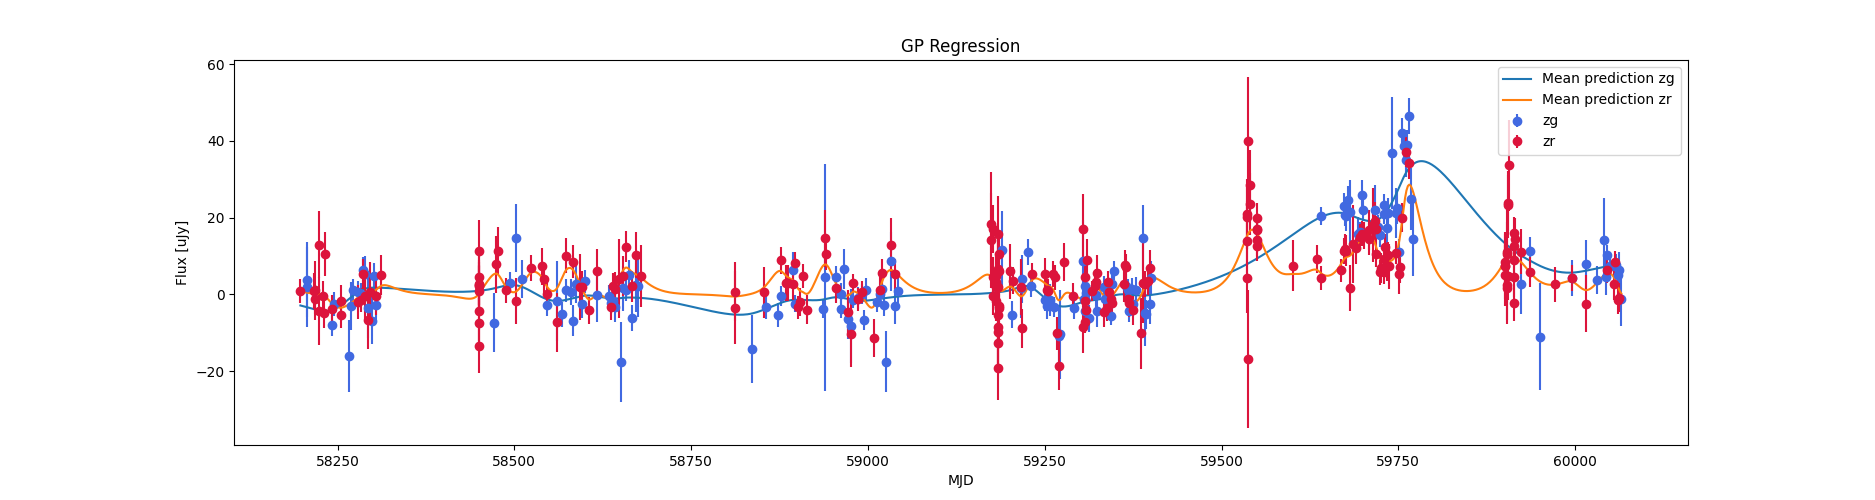 GP Regression
Flux [uJy]
60
40
20
0
−20
58250 58500 58750 59000 59250 59500 59750 60000
MJD
Mean prediction zg
Mean prediction zr
zg
zr